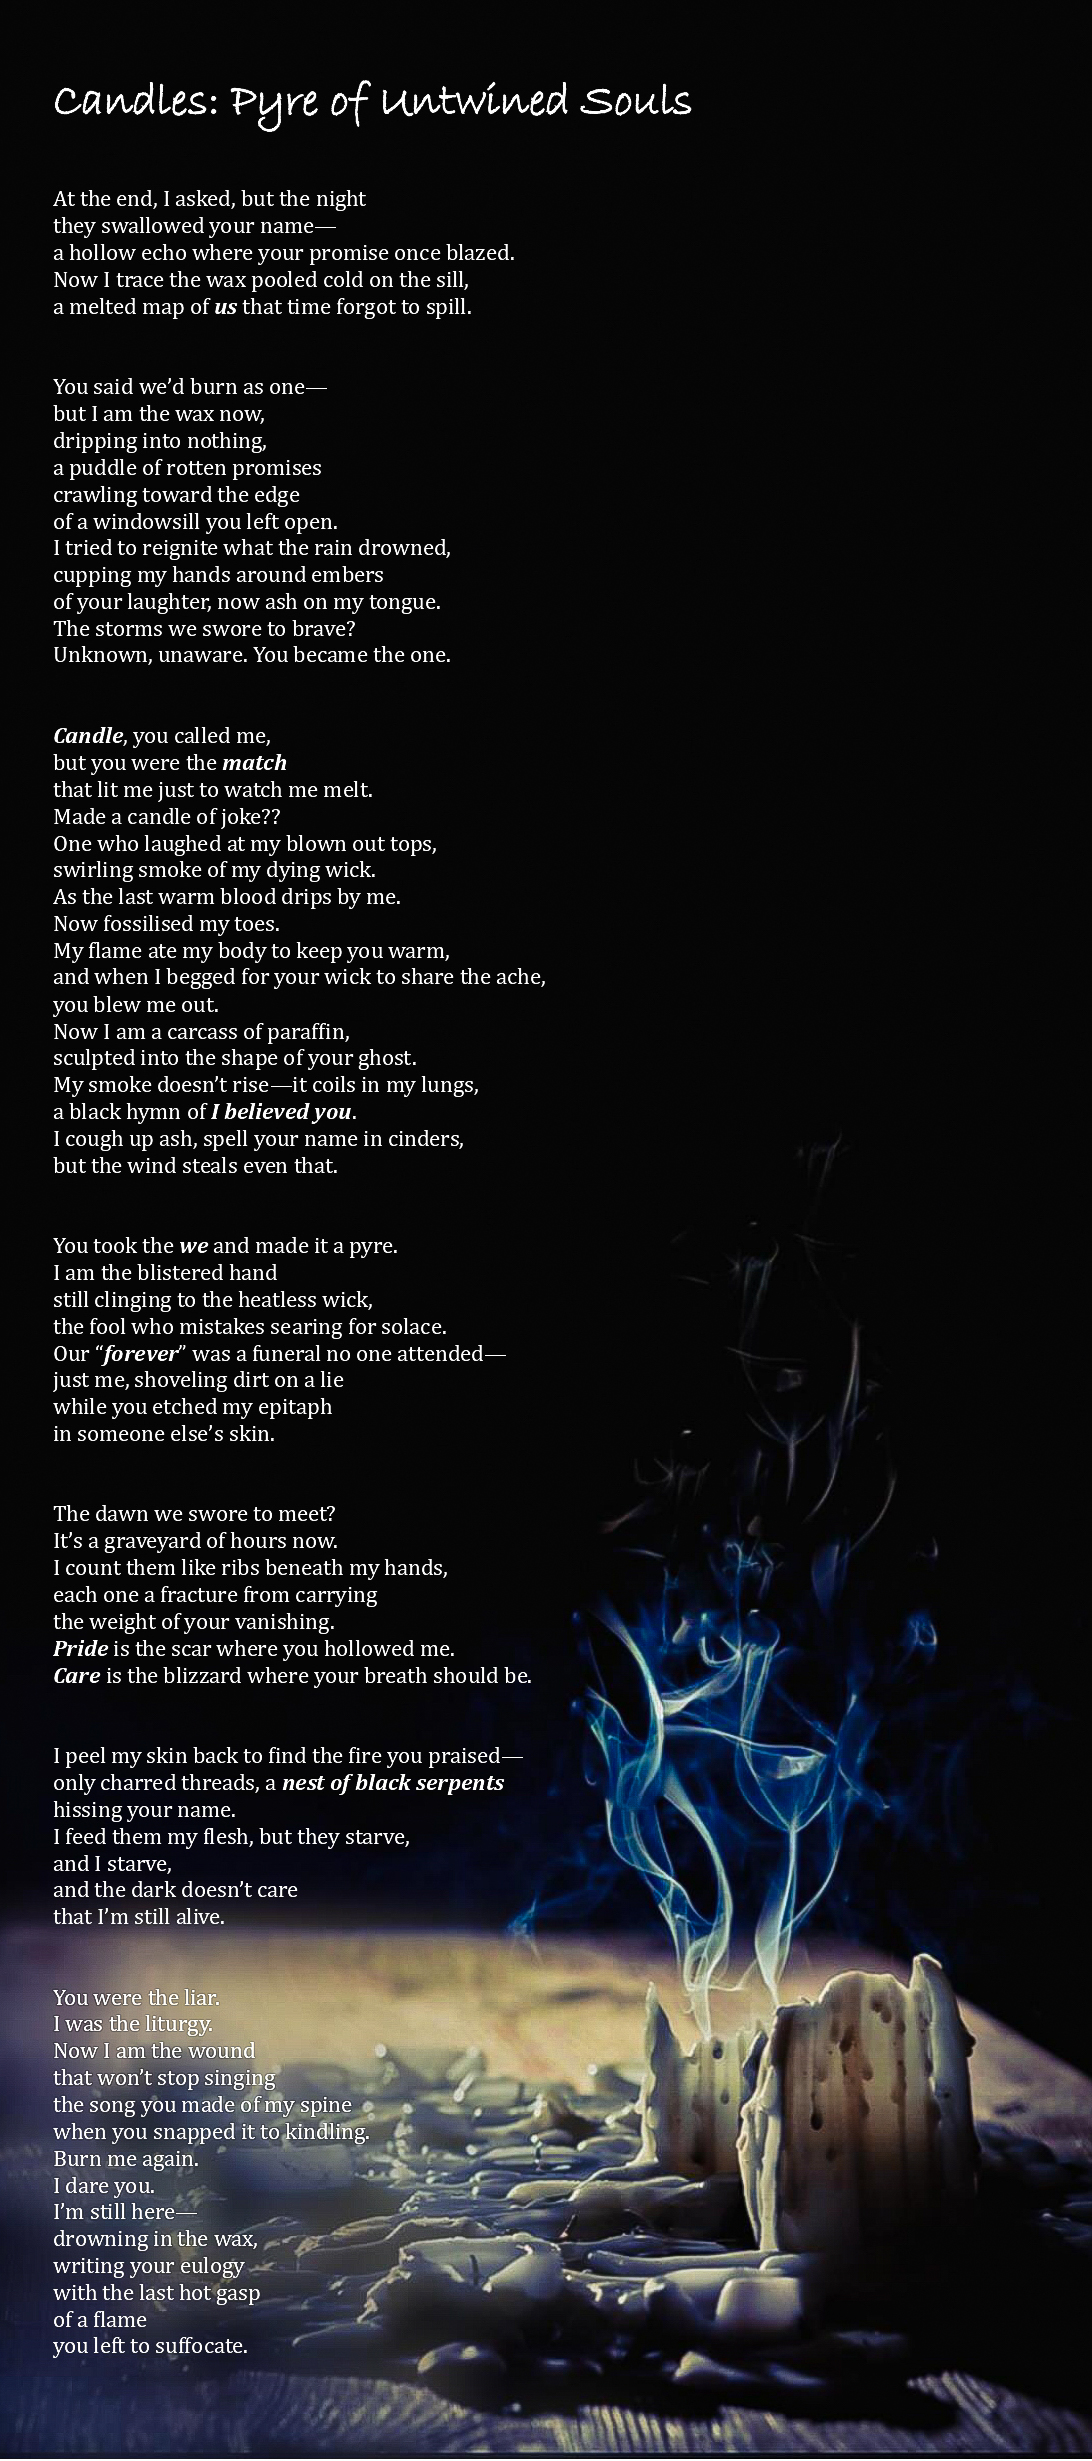 Candles: Pyre of Untwined Souls
At the end, I asked, but the night
they swallowed your name—
a hollow echo where your promise once blazed.
Now I trace the wax pooled cold on the sill,
a melted map of us that time forgot to spill.
You said we’d burn as one—
but I am the wax now,
dripping into nothing,
a puddle of rotten promises
crawling toward the edge
of a windowsill you left open.
I tried to reignite what the rain drowned,
cupping my hands around embers
of your laughter, now ash on my tongue.
The storms we swore to brave?
Unknown, unaware. You became the one.
Candle, you called me,
but you were the match
that lit me just to watch me melt.
Made a candle of joke??
One who laughed at my blown out tops,
swirling smoke of my dying wick.
As the last warm blood drips by me.
Now fossilised my toes.
My flame ate my body to keep you warm,
and when I begged for your wick to share the ache,
you blew me out.
Now I am a carcass of paraffin,
sculpted into the shape of your ghost.
My smoke doesn’t rise—it coils in my lungs,
a black hymn of I believed you.
I cough up ash, spell your name in cinders,
but the wind steals even that.
You took the we and made it a pyre.
I am the blistered hand
still clinging to the heatless wick,
the fool who mistakes searing for solace.
Our “forever” was a funeral no one attended—
just me, shoveling dirt on a lie
while you etched my epitaph
in someone else’s skin.
The dawn we swore to meet?
It’s a graveyard of hours now.
I count them like ribs beneath my hands,
each one a fracture from carrying
the weight of your vanishing.
Pride is the scar where you hollowed me.
Care is the blizzard where your breath should be.
I peel my skin back to find the fire you praised—
only charred threads, a nest of black serpents
hissing your name.
I feed them my flesh, but they starve,
and I starve,
and the dark doesn’t care
that I’m still alive.
You were the liar.
I was the liturgy.
Now I am the wound
that won’t stop singing
the song you made of my spine
when you snapped it to kindling.
Burn me again.
I dare you.
I’m still here—
drowning in the wax,
writing your eulogy
with the last hot gasp
of a flame
you left to suffocate.